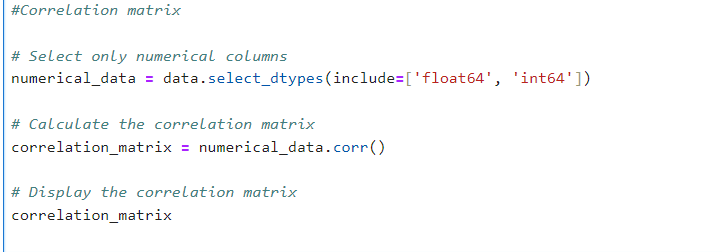 #Correlation matrix
# Select only numerical columns
numerical_data = data.select_dtypes(include=['float64', 'int64'])
# Calculate the correlation matrix
correlation_matrix = numerical_data.corr()
# Display the correlation matrix
correlation_matrix